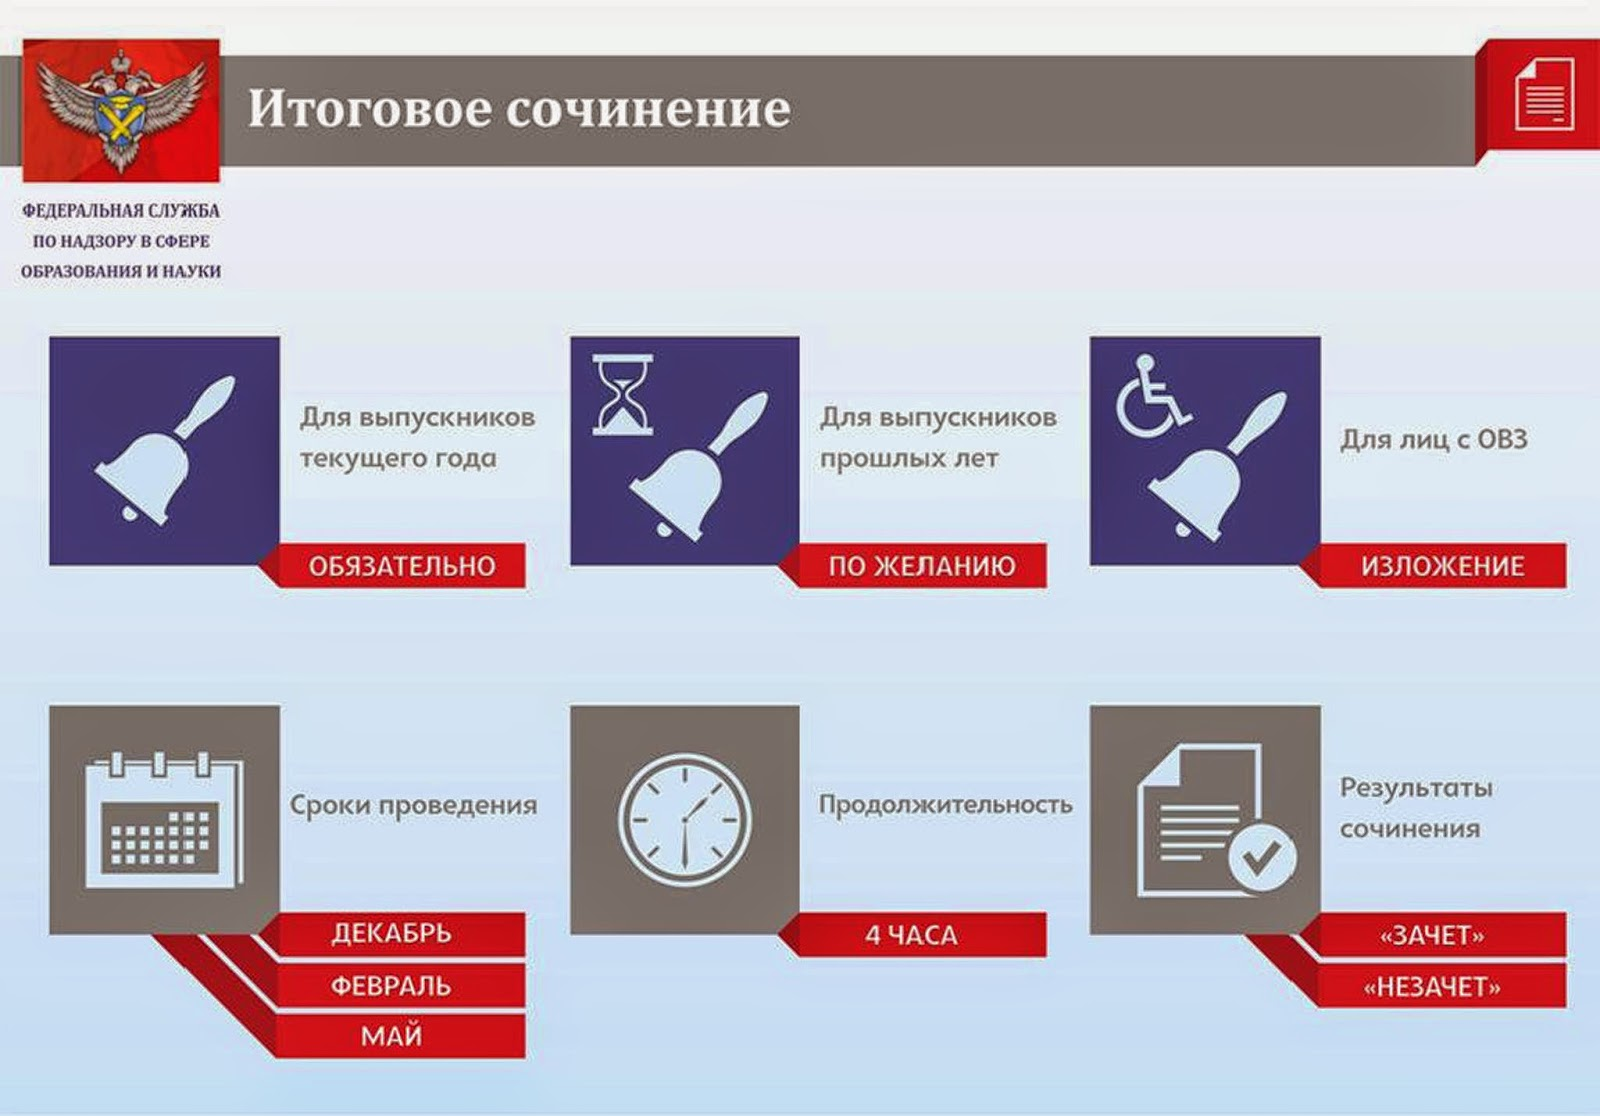 Итоговое сочинение
ФЕДЕРАЛЬНАЯ СЛУЖБА
ПО НАДЗОРУ В СФЕРЕ
ОБРАЗОВАНИЯ И НАУКИ
Для выпускников
текущего года
ОБЯЗАТЕЛЬНО
Для выпускников
прошлых лет
ПО ЖЕЛАНИЮ
Для лиц с ОВЗ
ИЗЛОЖЕНИЕ
Сроки проведения
ДЕКАБРЬ
ФЕВРАЛЬ
МАЙ
Продолжительность
4 ЧАСА
Результаты
сочинения
«ЗАЧЕТ»
«НЕЗАЧЕТ»